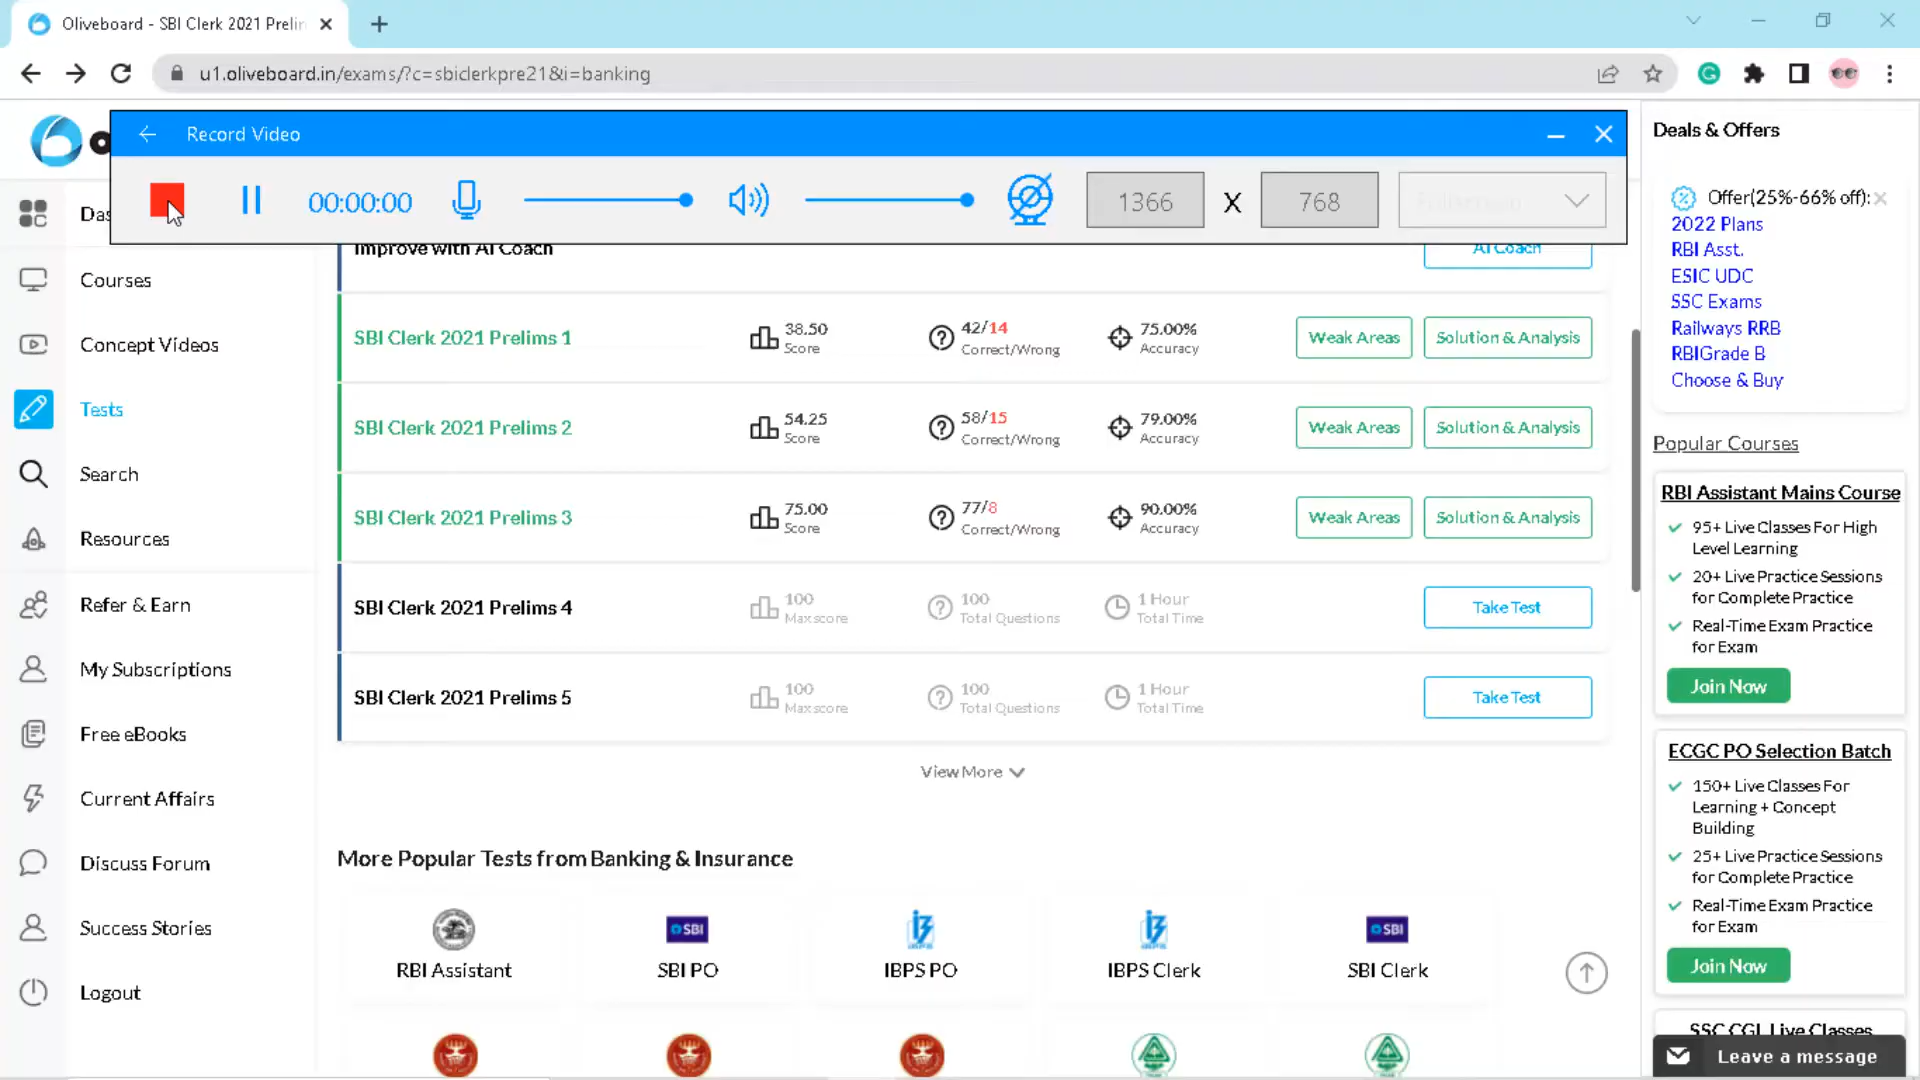 Oliveboard - SBI Clerk 2021 Prelin
u1.oliveboard.in/exams/?c=sbiclerkpre21&i=banking
Record Video
00:00:00
1366 X 768
Courses
Concept Videos
Tests
Search
Resources
Refer & Earn
My Subscriptions
Free eBooks
Current Affairs
Discuss Forum
Success Stories
Logout
Improve with AI Coach
AI Coach
SBI Clerk 2021 Prelims 1
38.50
Score
42/14
Correct/Wrong
75.00%
Accuracy
Weak Areas
Solution & Analysis
SBI Clerk 2021 Prelims 2
54.25
Score
58/15
Correct/Wrong
79.00%
Accuracy
Weak Areas
Solution & Analysis
SBI Clerk 2021 Prelims 3
75.00
Score
77/8
Correct/Wrong
90.00%
Accuracy
Weak Areas
Solution & Analysis
SBI Clerk 2021 Prelims 4
100
Max score
100
Total Questions
1 Hour
Total Time
Take Test
SBI Clerk 2021 Prelims 5
100
Max score
100
Total Questions
1 Hour
Total Time
Take Test
View More
More Popular Tests from Banking & Insurance
RBI Assistant
SBI
SBI PO
IBPS PO
IBPS Clerk
SBI
SBI Clerk
Deals & Offers
Offer(25%-66% off):
2022 Plans
RBI Asst.
ESIC UDC
SSC Exams
Railways RRB
RBI Grade B
Choose & Buy
Popular Courses
RBI Assistant Mains Course
95+ Live Classes For High
Level Learning
20+ Live Practice Sessions
for Complete Practice
Real-Time Exam Practice
for Exam
Join Now
ECGC PO Selection Batch
150+ Live Classes For
Learning + Concept
Building
25+ Live Practice Sessions
for Complete Practice
Real-Time Exam Practice
for Exam
Join Now
SSC CGL Live Classes
Leave a message